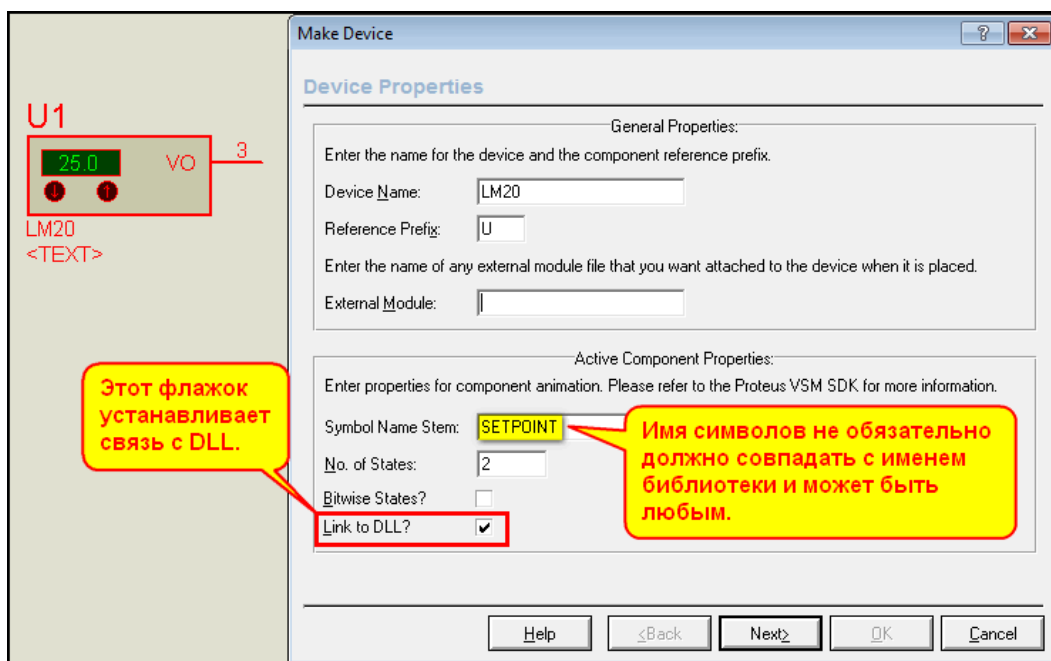 Make Device
Device Properties
U1
25.0
VO
3
LM20
<TEXT>
General Properties:
Enter the name for the device and the component reference prefix.
Device Name:
LM20
Reference Prefix:
U
Enter the name of any external module file that you want attached to the device when it is placed.
External Module:
Active Component Properties:
Enter properties for component animation. Please refer to the Proteus VSM SDK for more information.
Symbol Name Stem:
SETPOINT
No. of States:
2
Bitwise States?
Link to DLL?
Этот флажок
устанавливает
связь с DLL.
Имя символов не обязательно
должно совпадать с именем
библиотеки и может быть
любым.
Help
<Back
Next>
OK
Cancel